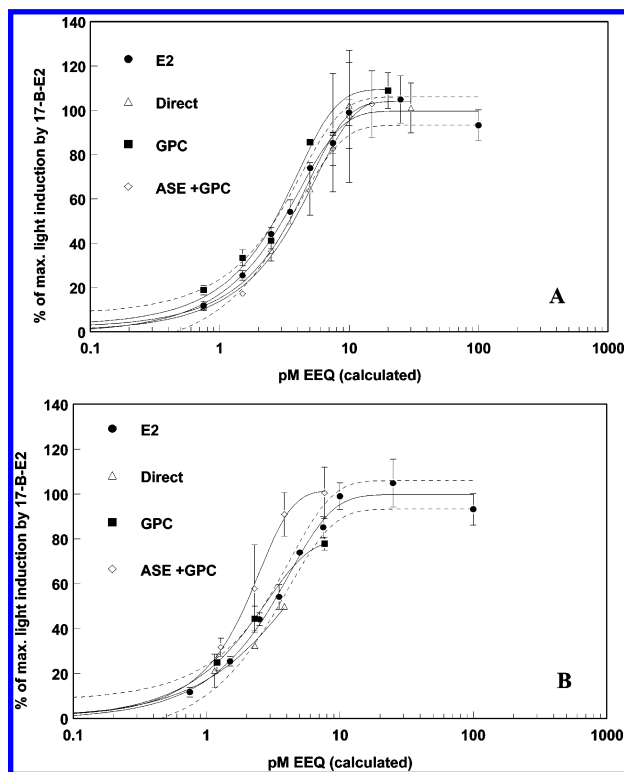 % of max. light induction by 17-B-E2
140
120
100
80
60
40
20
0
E2
Direct
GPC
ASE +GPC
A
0.1 1 10 100 1000
pM EEQ (calculated)
% of max. light induction by 17-B-E2
140
120
100
80
60
40
20
0
E2
Direct
GPC
ASE +GPC
B
0.1 1 10 100 1000
pM EEQ (calculated)